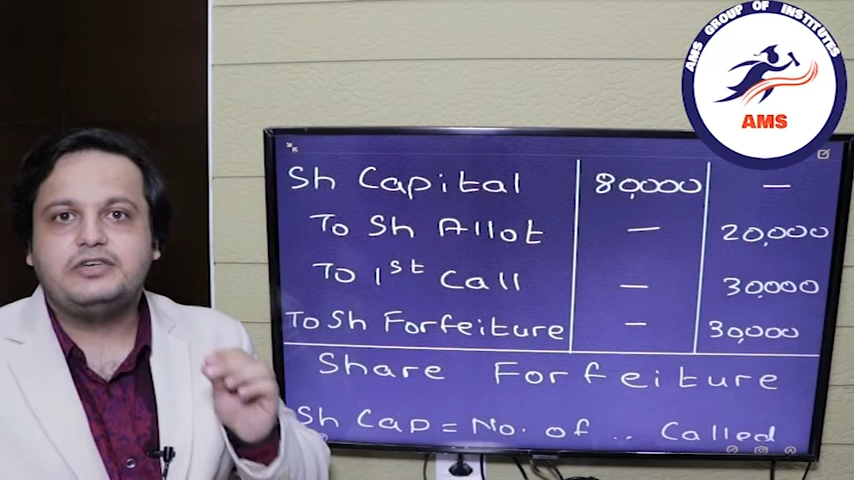 AMS GROUP OF INSTITUTES
AMS
Sh Capital 80,000 —
To Sh Allot — 20,000
To 1st Call — 30,000
To Sh Forfeiture — 30,000
Share Forfeiture
Sh Cap = No. of .. Called